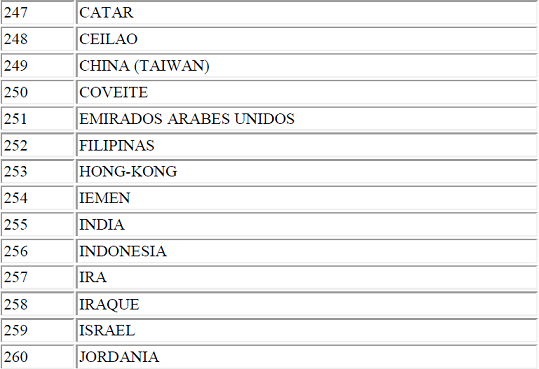 247 CATAR
248 CEILAO
249 CHINA (TAIWAN)
250 COVEITE
251 EMIRADOS ARABES UNIDOS
252 FILIPINAS
253 HONG-KONG
254 IEMEN
255 INDIA
256 INDONESIA
257 IRA
258 IRAQUE
259 ISRAEL
260 JORDANIA